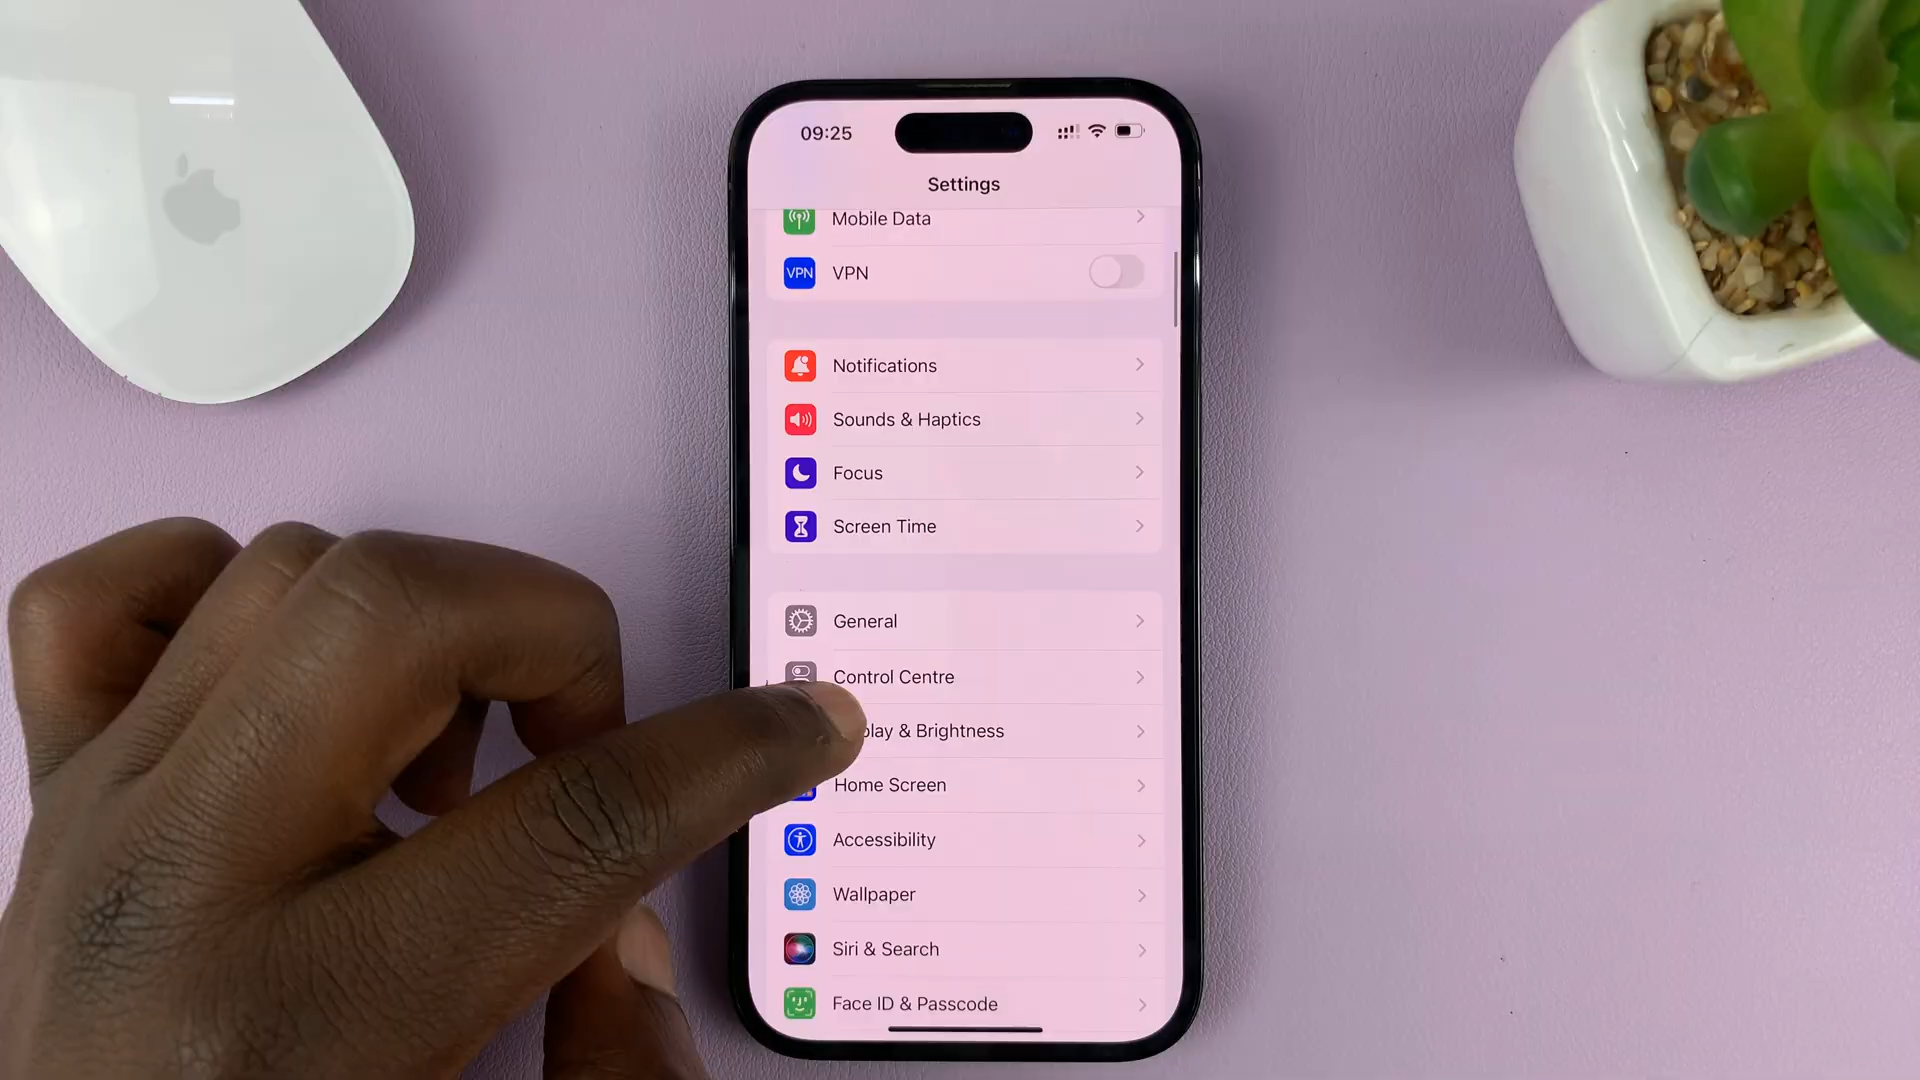 09:25
Settings
Mobile Data
VPN VPN
Notifications
Sounds & Haptics
Focus
Screen Time
General
Control Centre
play & Brightness
Home Screen
Accessibility
Wallpaper
Siri & Search
Face ID & Passcode